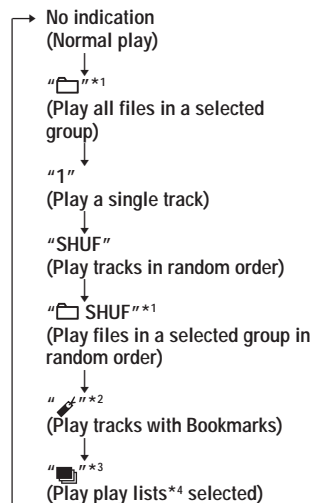 No indication
(Normal play)
“ ”*1
(Play all files in a selected
group)
“1”
(Play a single track)
“SHUF”
(Play tracks in random order)
“ SHUF”*1
(Play files in a selected group in
random order)
“ ”*2
(Play tracks with Bookmarks)
“ ”*3
(Play play lists*4 selected)